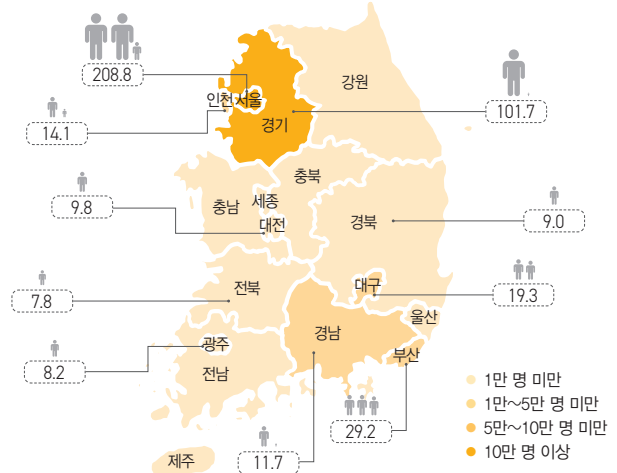 208.8
강원
인천 서울
101.7
14.1
경기
충북
9.8
충남
세종
대전
경북
9.0
7.8
전북
대구
19.3
울산
광주
경남
8.2
전남
부산
1만 명 미만
1만～5만 명 미만
29.2
5만～10만 명 미만
제주
11.7
10만 명 이상